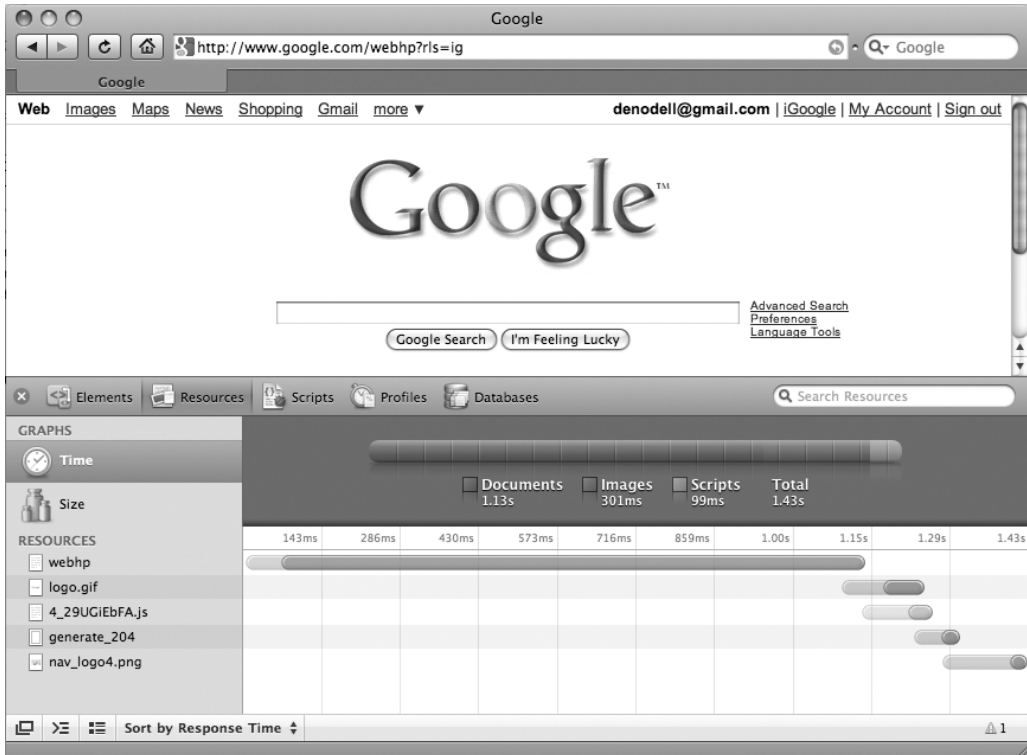 Google
http://www.google.com/webhp?rls=ig
Google
Google
Web Images Maps News Shopping Gmail more ▼
denodell@gmail.com | iGoogle | My Account | Sign out
Google™
Advanced Search
Preferences
Language Tools
Google Search I'm Feeling Lucky
Elements Resources Scripts Profiles Databases
Search Resources
GRAPHS
Time
Size
Documents Images Scripts Total
1.13s 301ms 99ms 1.43s
RESOURCES
143ms 286ms 430ms 573ms 716ms 859ms 1.00s 1.15s 1.29s 1.43s
webhp
logo.gif
4_29UGiEbFA.js
generate_204
nav_logo4.png
Sort by Response Time
1